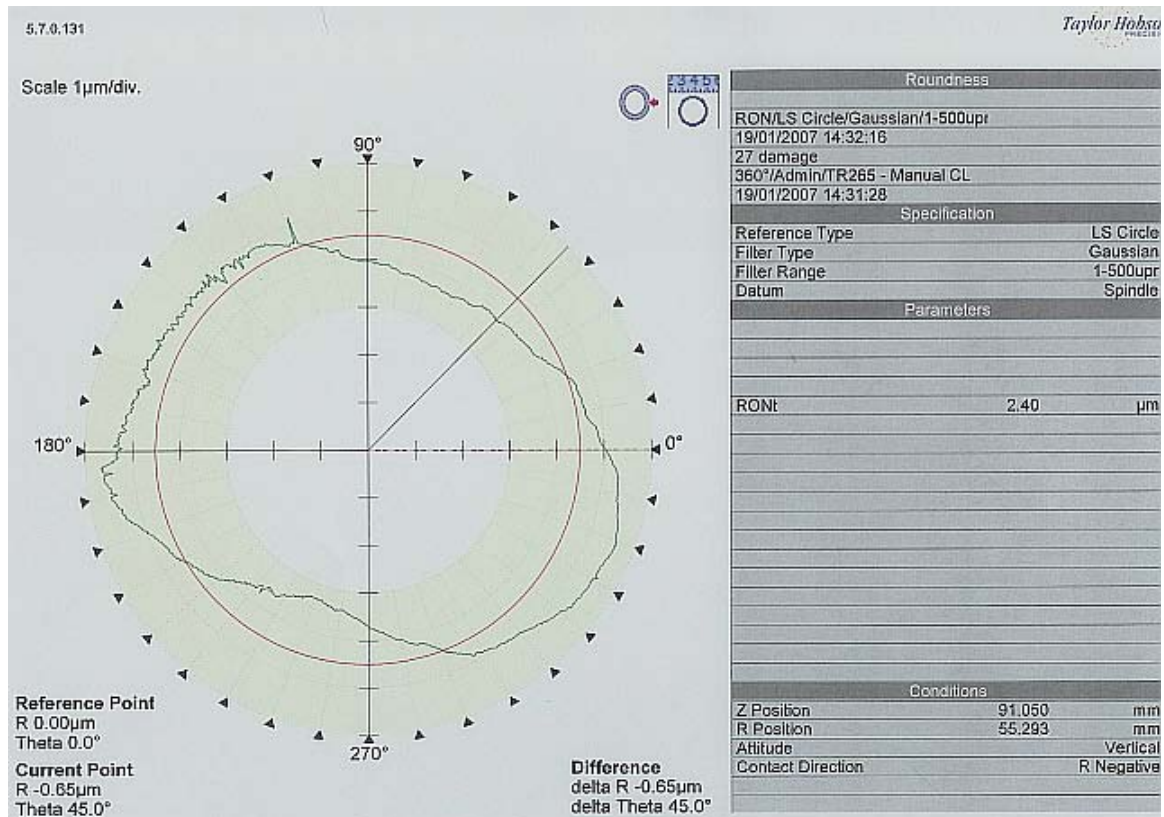 5.7.0.131
Taylor Hobso
PRECISI
Scale 1µm/div.
90°
180°
0°
270°
Reference Point
R 0.00µm
Theta 0.0°
Current Point
R -0.65µm
Theta 45.0°
Difference
delta R -0.65µm
delta Theta 45.0°
Roundness
RON/LS Circle/Gaussian/1-500upr
19/01/2007 14:32:16
27 damage
360°/Admin/TR265 - Manual CL
19/01/2007 14:31:28
Specification
Reference Type LS Circle
Filter Type Gaussian
Filter Range 1-500upr
Datum Spindle
Parameters
RONt 2.40 µm
Conditions
Z Position 91.050 mm
R Position 55.293 mm
Attitude Vertical
Contact Direction R Negative